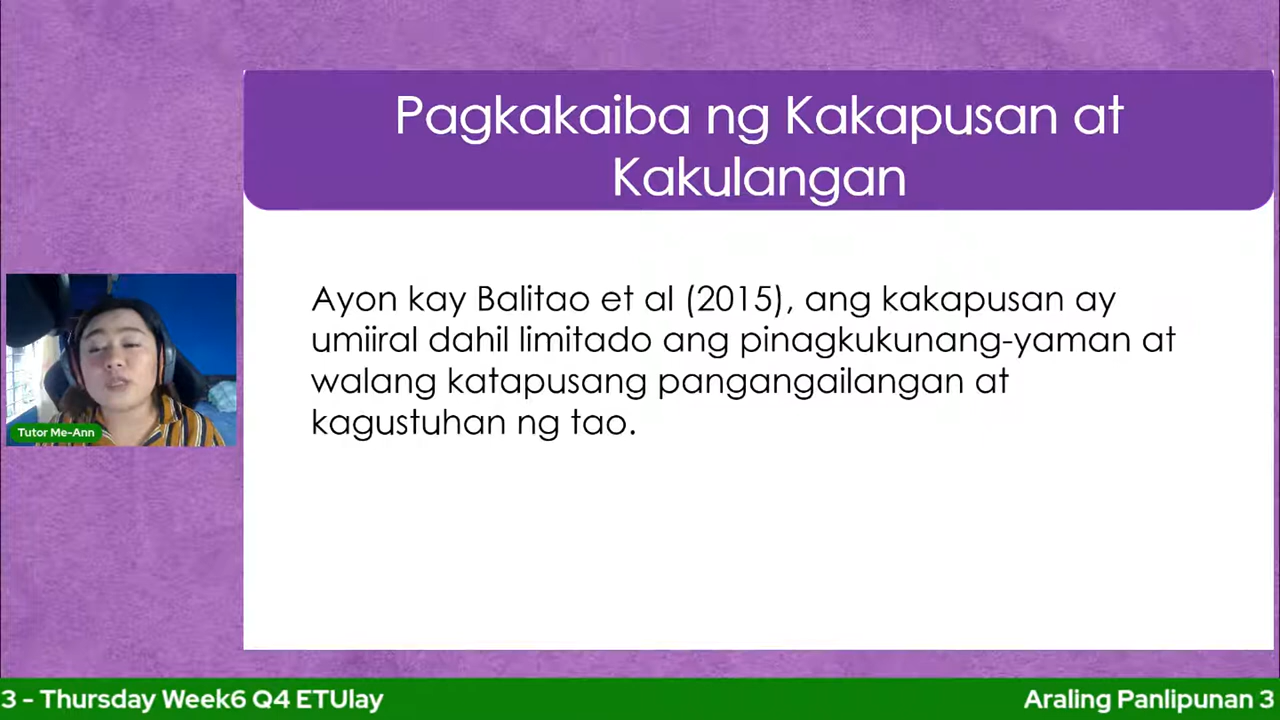 Pagkakaiba ng Kakapusan at
Kakulangan
Ayon kay Balitao et al (2015), ang kakapusan ay
umiiral dahil limitado ang pinagkukunang-yaman at
walang katapusang pangangailangan at
kagustuhan ng tao.
Tutor Me-Ann
3 - Thursday Week6 Q4 ETUlay
Araling Panlipunan 3